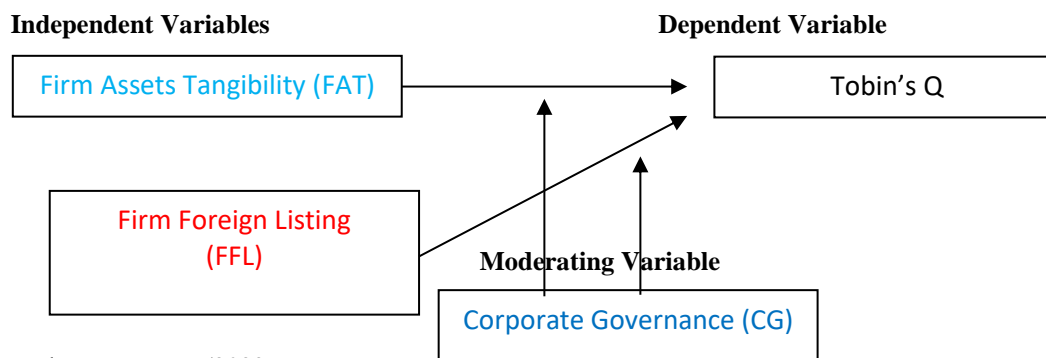 Independent Variables
Dependent Variable
Firm Assets Tangibility (FAT)
Tobin's Q
Firm Foreign Listing
(FFL)
Moderating Variable
Corporate Governance (CG)